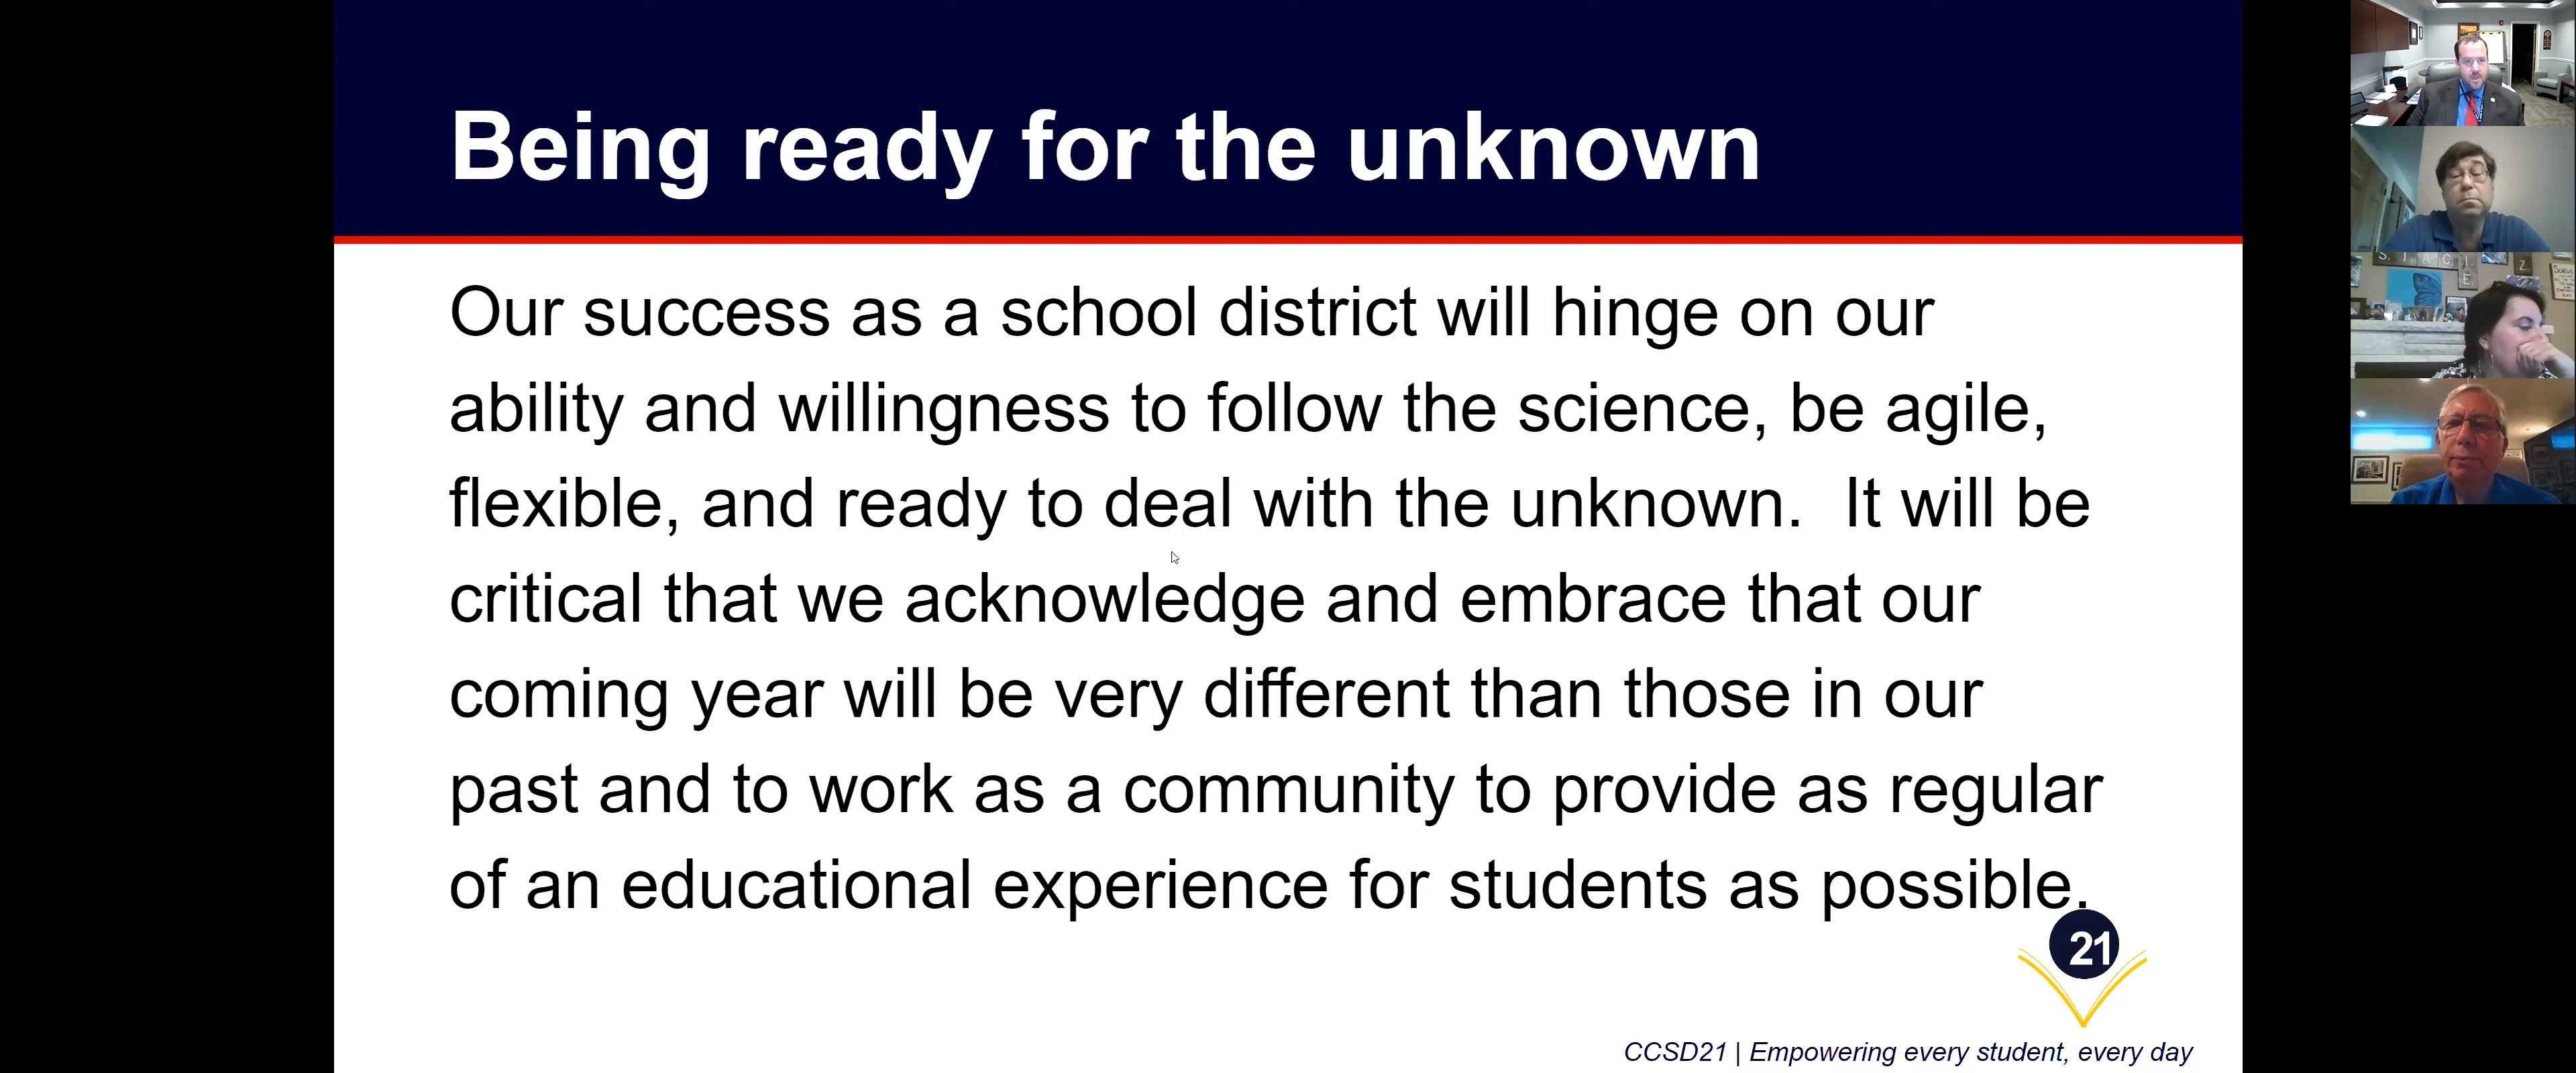 Being ready for the unknown
Our success as a school district will hinge on our
ability and willingness to follow the science, be agile,
flexible, and ready to deal with the unknown.  It will be
critical that we acknowledge and embrace that our
coming year will be very different than those in our
past and to work as a community to provide as regular
of an educational experience for students as possible.
21
CCSD21 | Empowering every student, every day